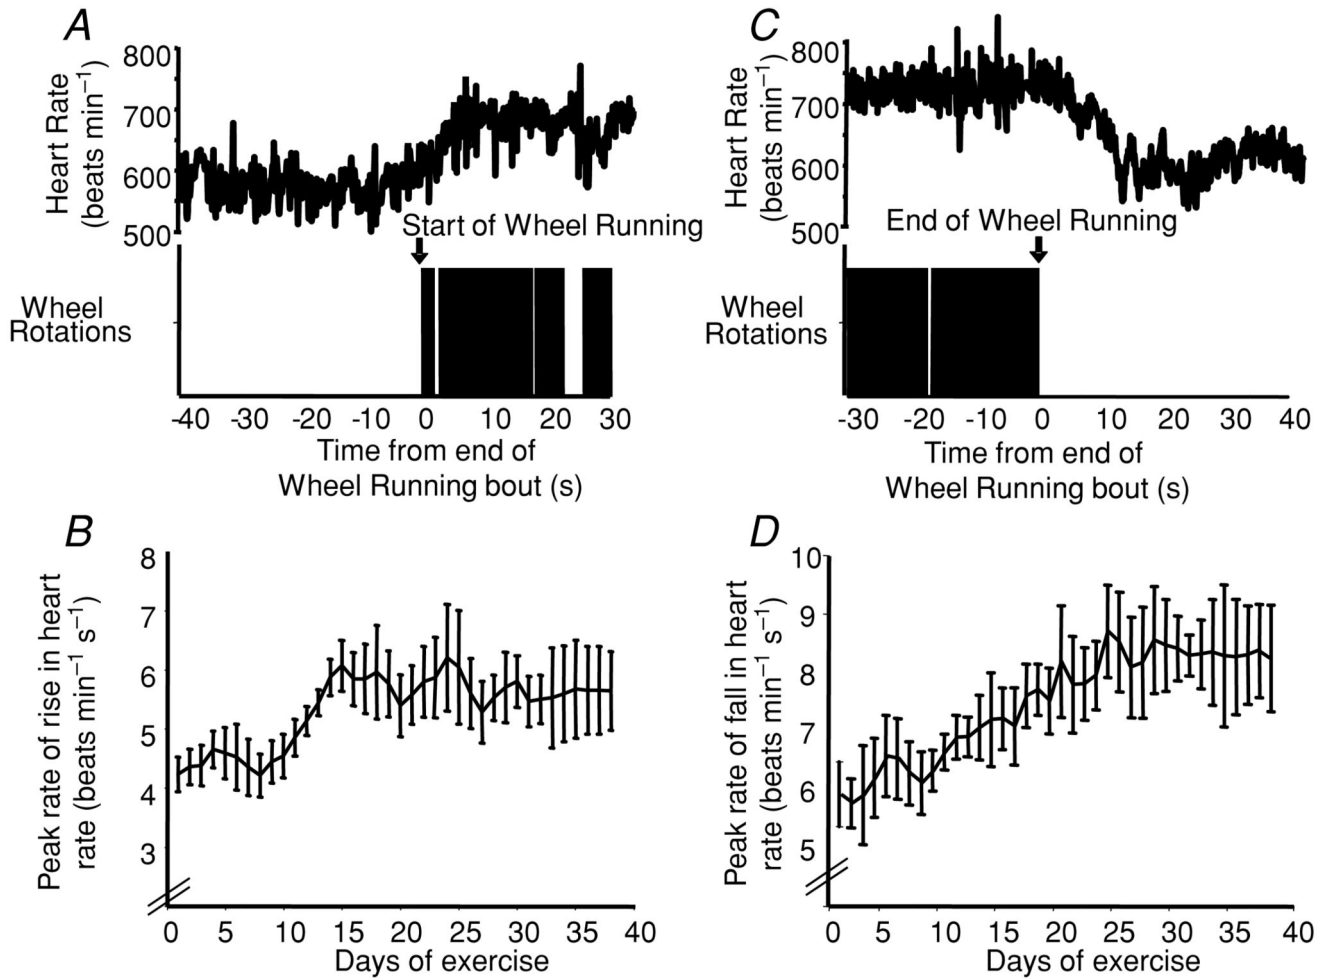 A
Heart Rate
(beats min⁻¹)
800
700
600
500
Start of Wheel Running
Wheel
Rotations
-40 -30 -20 -10 0 10 20 30
Time from end of
Wheel Running bout (s)
C
Heart Rate
(beats min⁻¹)
800
700
600
500
End of Wheel Running
Wheel
Rotations
-30 -20 -10 0 10 20 30 40
Time from end of
Wheel Running bout (s)
B
Peak rate of rise in heart
rate (beats min⁻¹ s⁻¹)
8
7
6
5
4
3
0 5 10 15 20 25 30 35 40
Days of exercise
D
Peak rate of fall in heart
rate (beats min⁻¹ s⁻¹)
10
9
8
7
6
5
0 5 10 15 20 25 30 35 40
Days of exercise